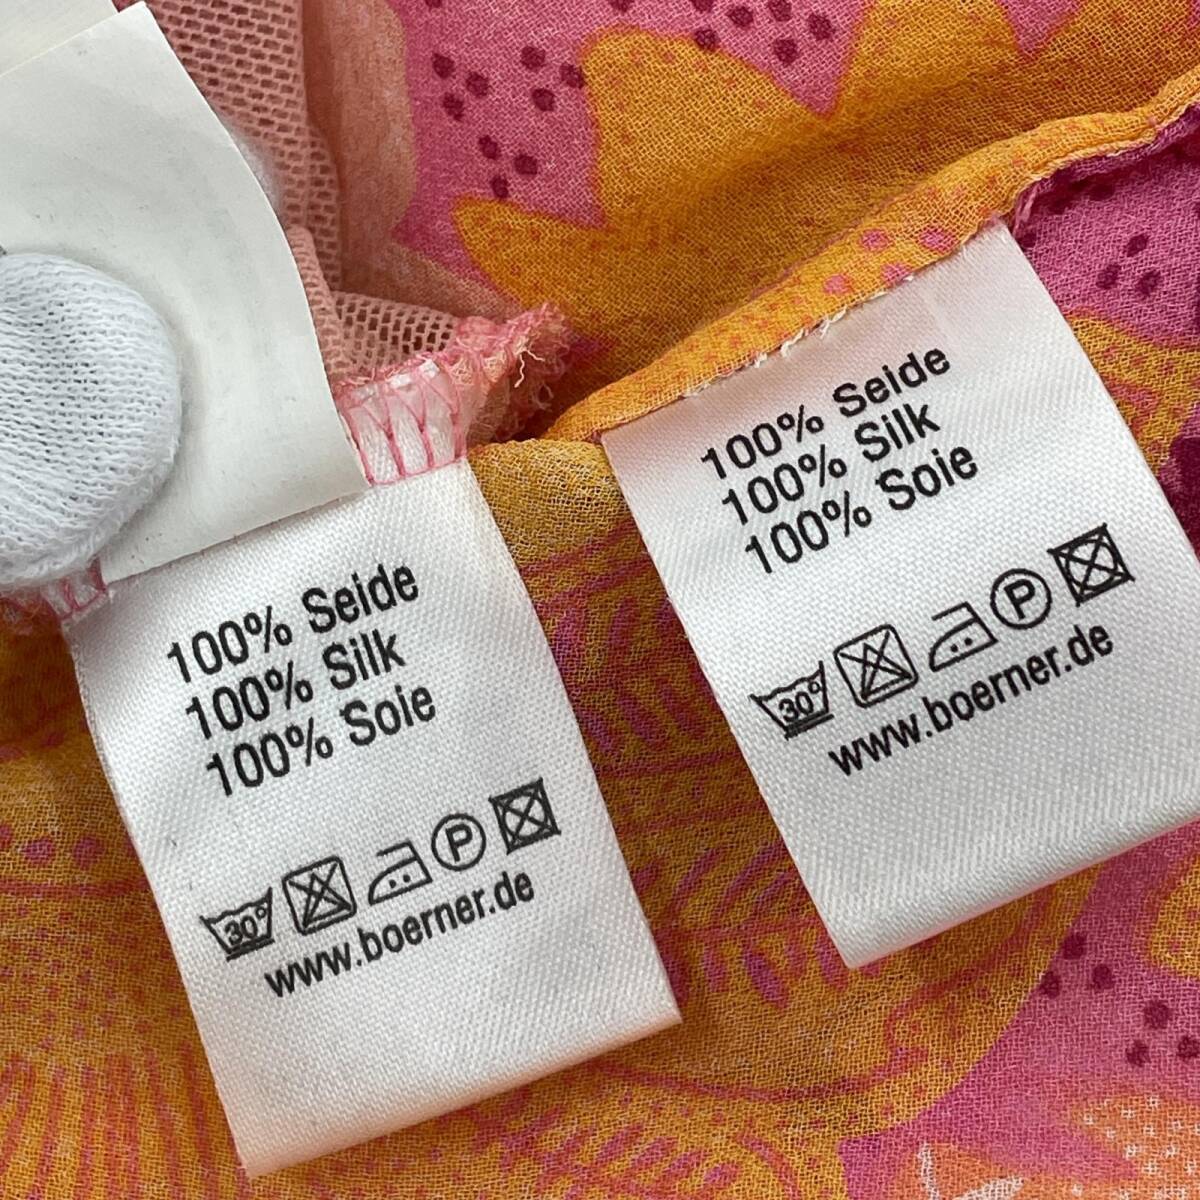 100% Seide
100% Silk
100% Soie
30°
P
www.boerner.de
100% Seide
100% Silk
100% Soie
30°
P
www.boerner.de